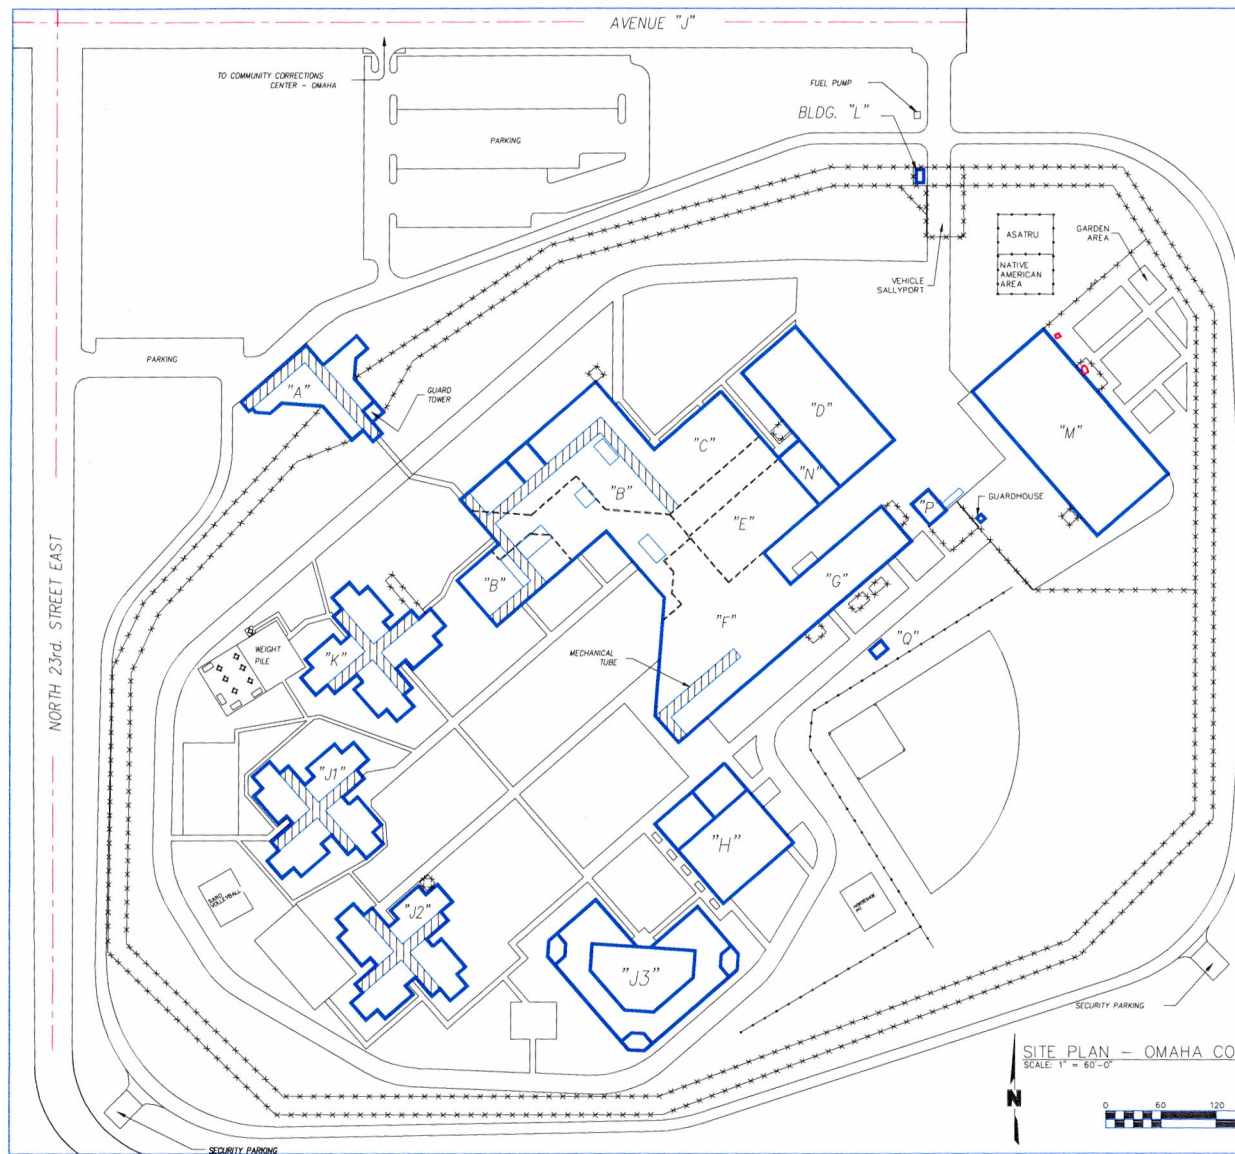 AVENUE "J"
TO COMMUNITY CORRECTIONS
CENTER - OMAHA
FUEL PUMP
BLDG. "L"
PARKING
ASATRU
GARDEN
AREA
NATIVE
AMERICAN
AREA
VEHICLE
SALLYPORT
PARKING
"A"
GUARD
TOWER
"D"
"M"
"C"
"N"
"B"
"P"
GUARDHOUSE
"E"
NORTH 23rd. STREET EAST
"B"
"G"
"F"
"Q"
WEIGHT
PILE
"K"
MECHANICAL
TUBE
"J1"
"H"
SAND
VOLLEYBALL
"J2"
HORSESHOE
PIT
"J3"
SECURITY PARKING
SITE PLAN - OMAHA CO
SCALE: 1" = 60'-0"
N
0 60 120
SECURITY PARKING